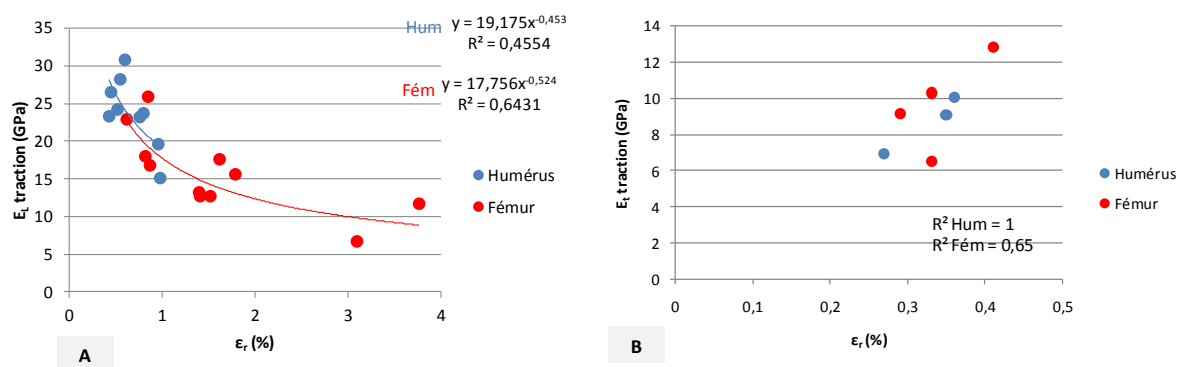 Hum y = 19,175x-0,453
R² = 0,4554
Fém y = 17,756x-0,524
R² = 0,6431
35
30
25
20
15
10
5
0
EL traction (GPa)
0 1 2 3 4
εr (%)
Humérus
Fémur
A
14
12
10
8
6
4
2
0
Et traction (GPa)
R² Hum = 1
R² Fém = 0,65
0 0,1 0,2 0,3 0,4 0,5
εr (%)
Humérus
Fémur
B